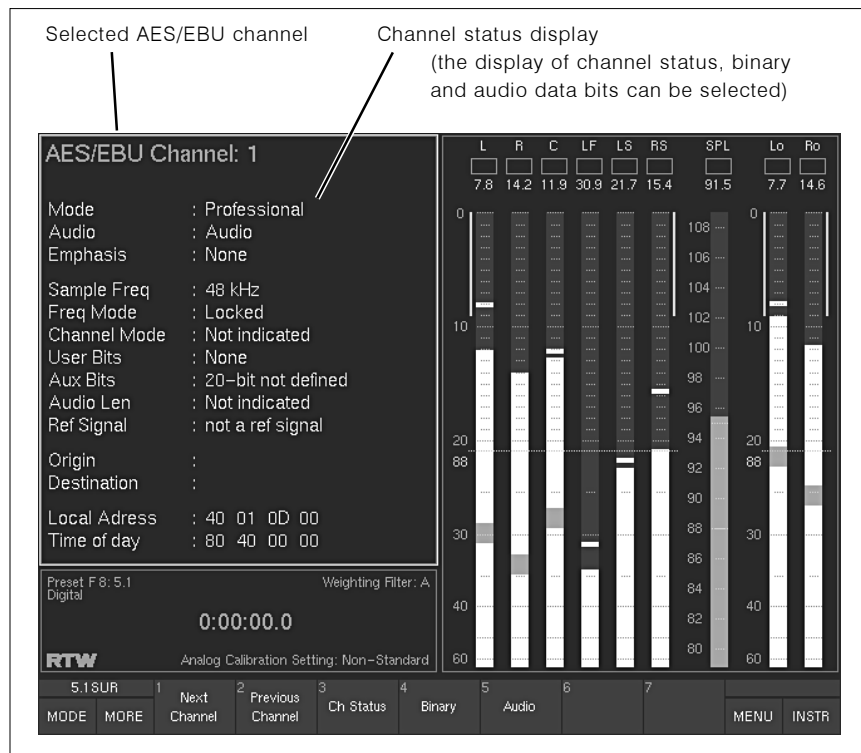 Selected AES/EBU channel
Channel status display
(the display of channel status, binary
and audio data bits can be selected)
AES/EBU Channel: 1
Mode : Professional
Audio : Audio
Emphasis : None
Sample Freq : 48 kHz
Freq Mode : Locked
Channel Mode : Not indicated
User Bits : None
Aux Bits : 20-bit not defined
Audio Len : Not indicated
Ref Signal : not a ref signal
Origin :
Destination :
Local Adress : 40 01 0D 00
Time of day : 80 40 00 00
Preset F8: 5.1 Weighting Filter: A
Digital
0:00:00.0
RTW Analog Calibration Setting: Non-Standard
L R C LF LS RS SPL Lo Ro
7.8 14.2 11.9 30.9 21.7 15.4 91.5 7.7 14.6
0 0
108
106
104
102
10 10
100
98
96
94
20 20
88 88
92
90
88
30 30
86
84
40 40
82
80
60 60
5.1SUR
MODE MORE
1 Next Channel
2 Previous Channel
3 Ch Status
4 Binary
5 Audio
6
7
MENU INSTR